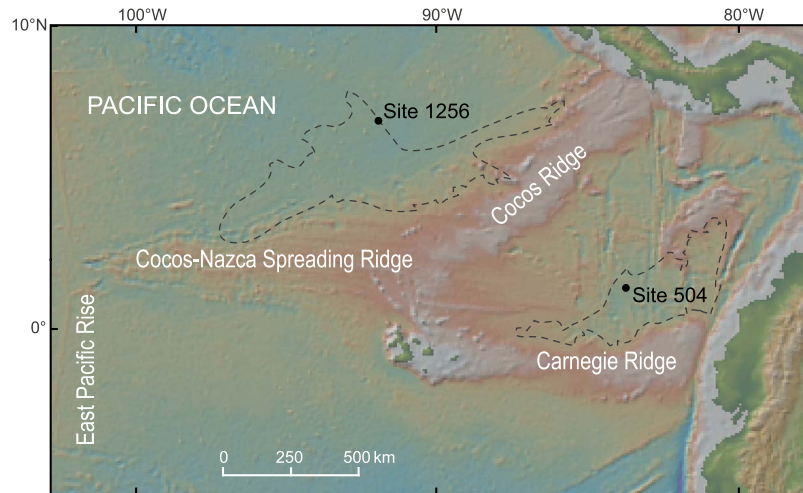 100°W 90°W 80°W
10°N
PACIFIC OCEAN
Site 1256
Cocos Ridge
Cocos-Nazca Spreading Ridge
Site 504
0°
East Pacific Rise
Carnegie Ridge
0 250 500 km